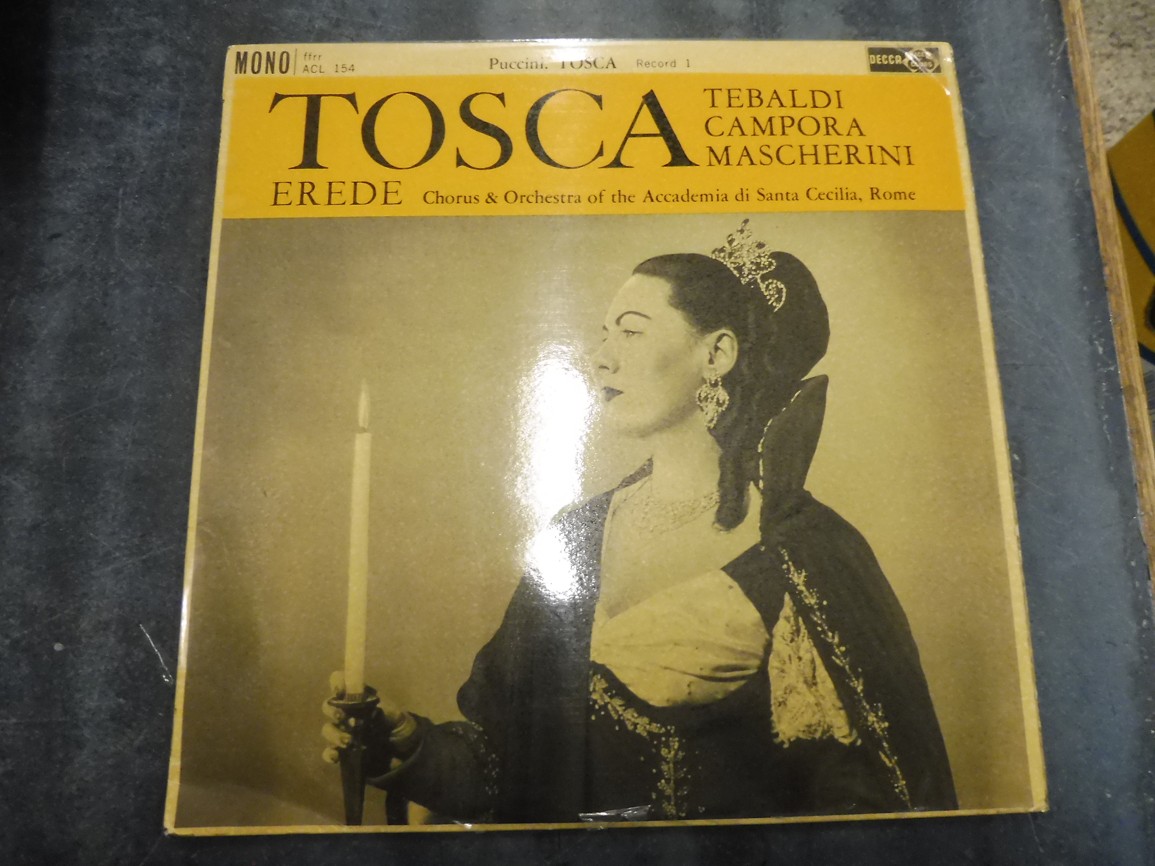 MONO ffrr
ACL 154
Puccini: TOSCA Record 1
DECCA
TOSCA
TEBALDI
CAMPORA
MASCHERINI
EREDE Chorus & Orchestra of the Accademia di Santa Cecilia, Rome